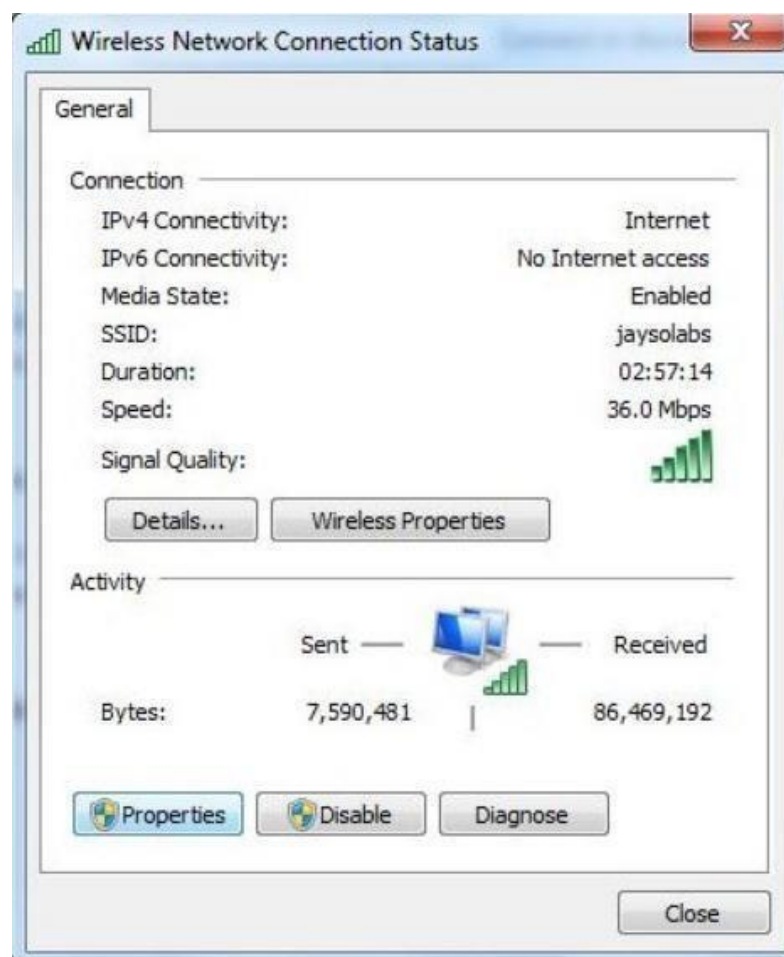 Wireless Network Connection Status
General
Connection
IPv4 Connectivity: Internet
IPv6 Connectivity: No Internet access
Media State: Enabled
SSID: jaysolabs
Duration: 02:57:14
Speed: 36.0 Mbps
Signal Quality:
Details... Wireless Properties
Activity
Sent — — Received
Bytes: 7,590,481 | 86,469,192
Properties Disable Diagnose
Close